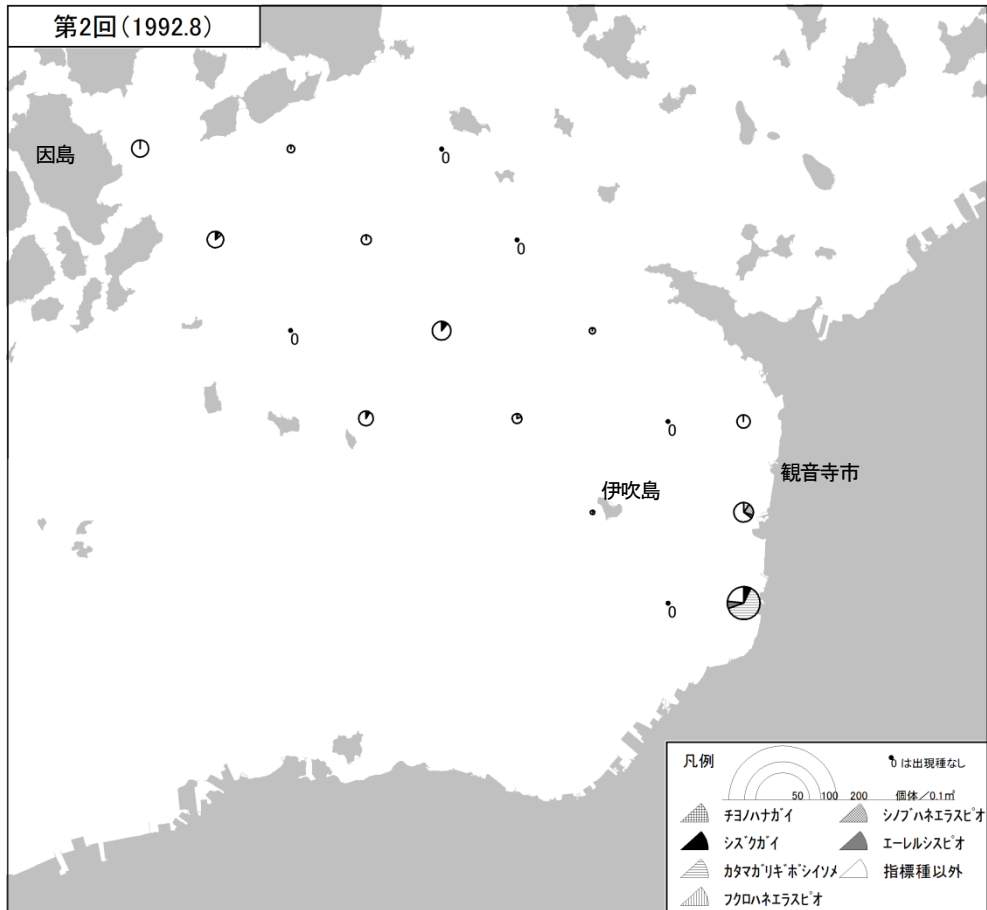 第2回(1992.8)
因島
0
0
0
0
観音寺市
伊吹島
0
凡例
0 は出現種なし
50 100 200 個体/0.1㎡
チヨノハナガイ シノブハネエラスピオ
シズクガイ エーレルシスピオ
カタマガリギボシイソメ 指標種以外
フクロハネエラスピオ